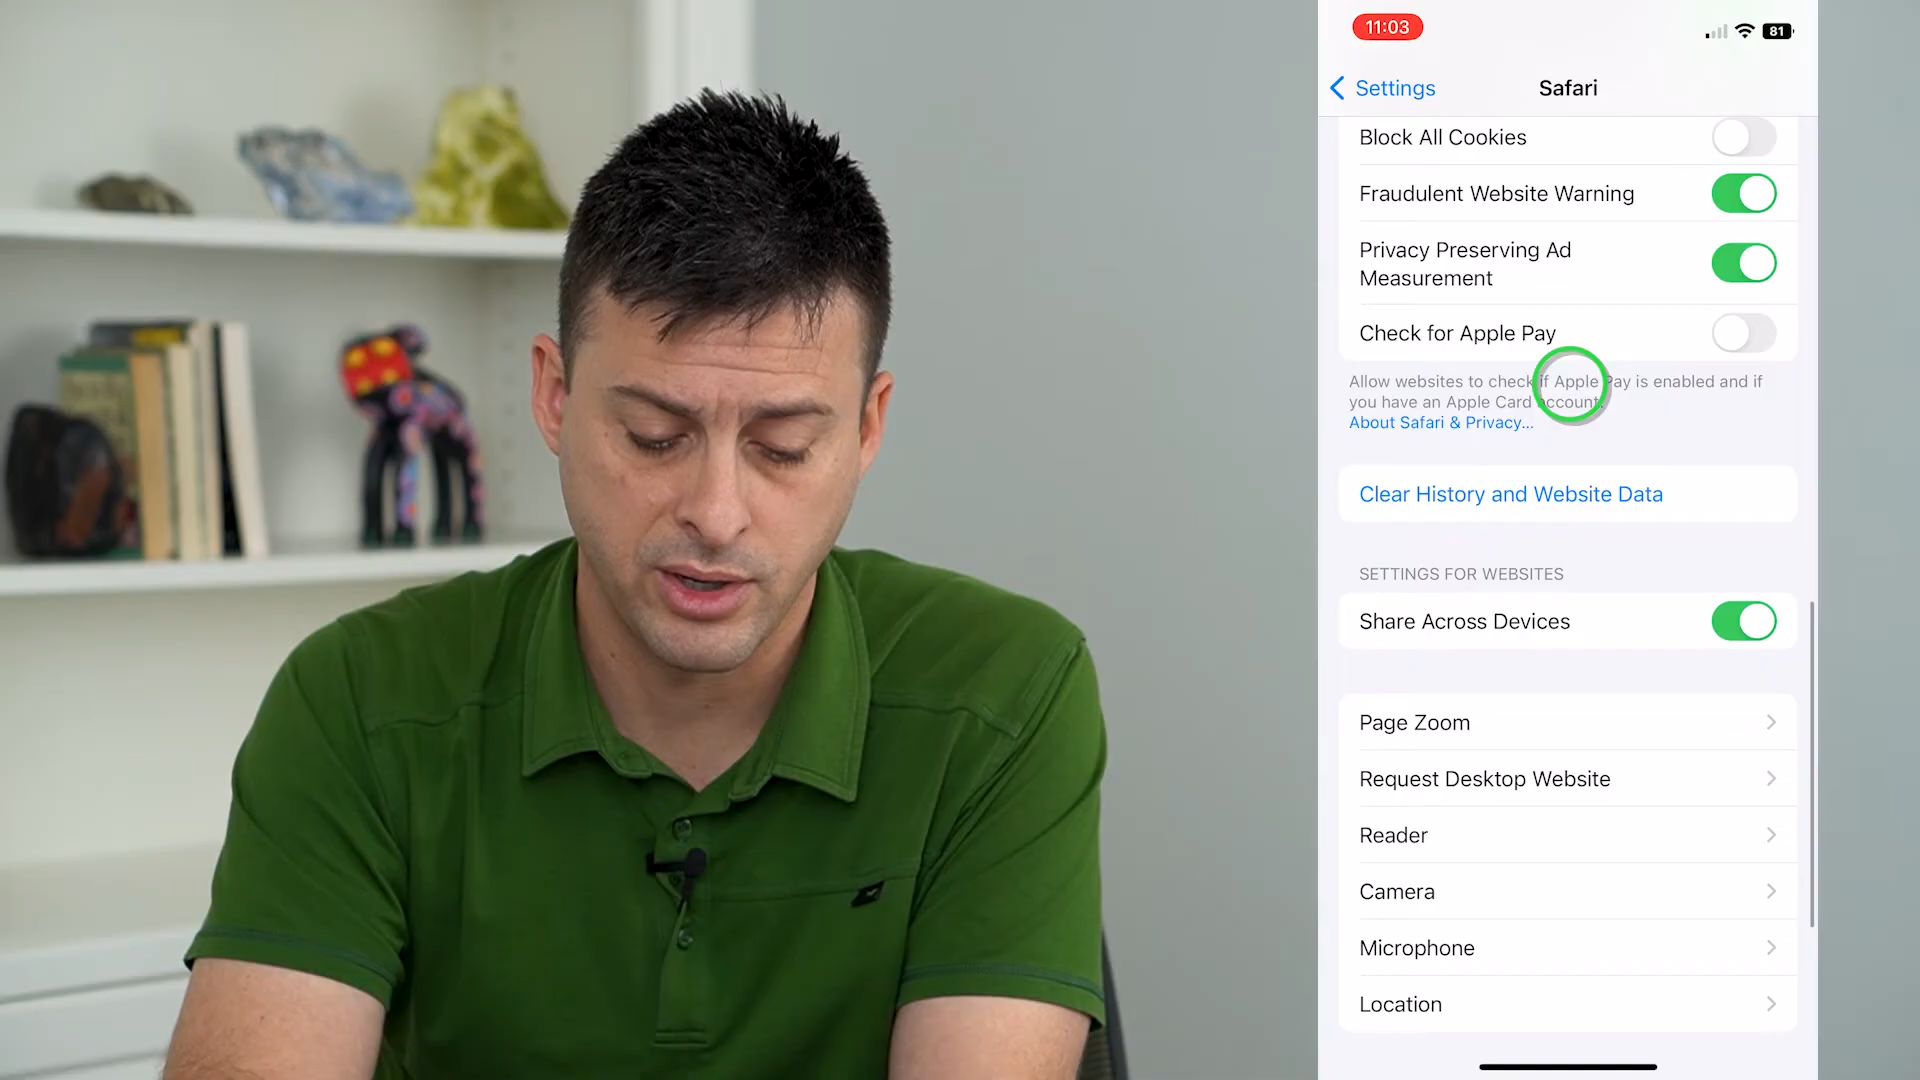 11:03
81
Settings
Safari
Block All Cookies
Fraudulent Website Warning
Privacy Preserving Ad
Measurement
Check for Apple Pay
Allow websites to check if Apple Pay is enabled and if
you have an Apple Card account.
About Safari & Privacy...
Clear History and Website Data
SETTINGS FOR WEBSITES
Share Across Devices
Page Zoom
Request Desktop Website
Reader
Camera
Microphone
Location